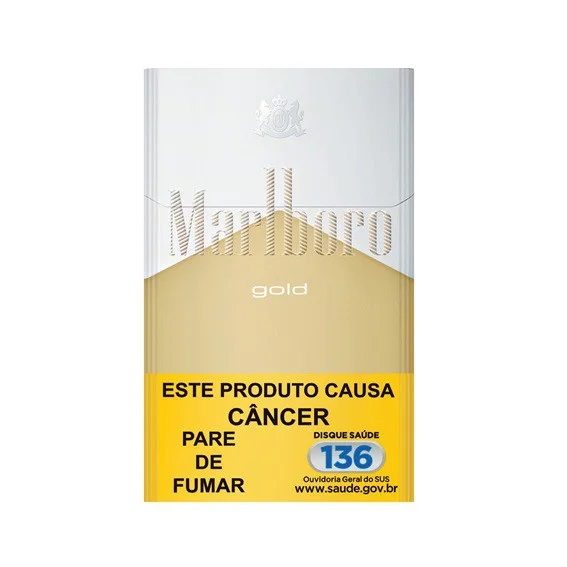 Marlboro
gold
ESTE PRODUTO CAUSA
CÂNCER
PARE
DE
FUMAR
DISQUE SAÚDE
136
Ouvidoria Geral do SUS
www.saude.gov.br